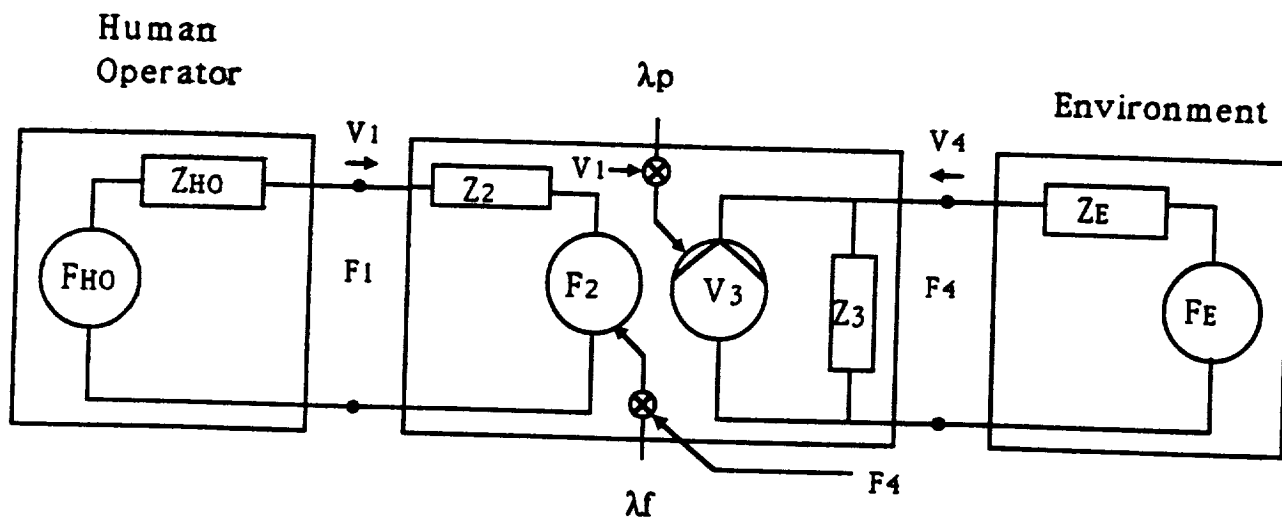 Human
Operator
λp
Environment
V1
V1
V4
ZHO
Z2
ZE
FHO
F1
F2
V3
Z3
F4
FE
F4
λf